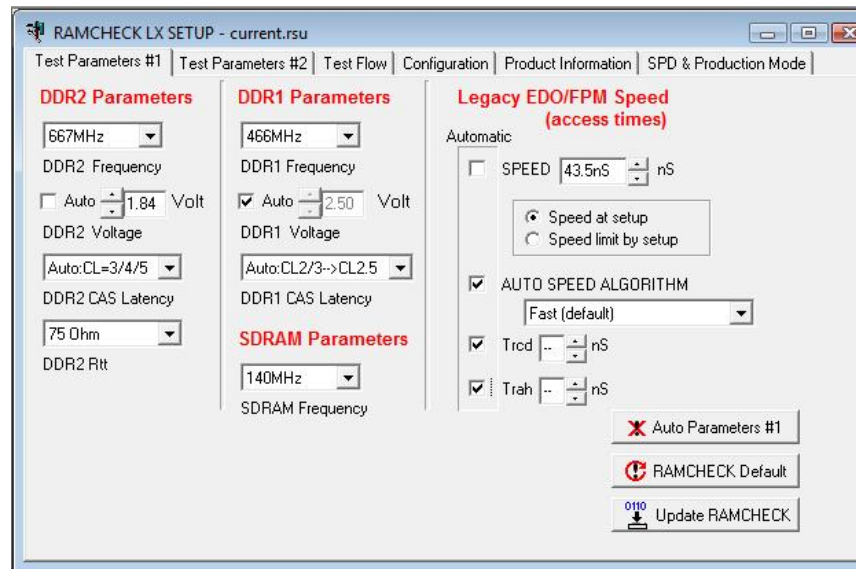 RAMCHECK LX SETUP - current.rsu
Test Parameters #1 Test Parameters #2 Test Flow Configuration Product Information SPD & Production Mode
DDR2 Parameters
667MHz
DDR2 Frequency
Auto 1.84 Volt
DDR2 Voltage
Auto:CL=3/4/5
DDR2 CAS Latency
75 Ohm
DDR2 Rtt
DDR1 Parameters
466MHz
DDR1 Frequency
Auto 2.50 Volt
DDR1 Voltage
Auto:CL2/3-->CL2.5
DDR1 CAS Latency
SDRAM Parameters
140MHz
SDRAM Frequency
Legacy EDO/FPM Speed
(access times)
Automatic
SPEED 43.5nS nS
Speed at setup
Speed limit by setup
AUTO SPEED ALGORITHM
Fast (default)
Trcd -- nS
Trah -- nS
Auto Parameters #1
RAMCHECK Default
0110
Update RAMCHECK